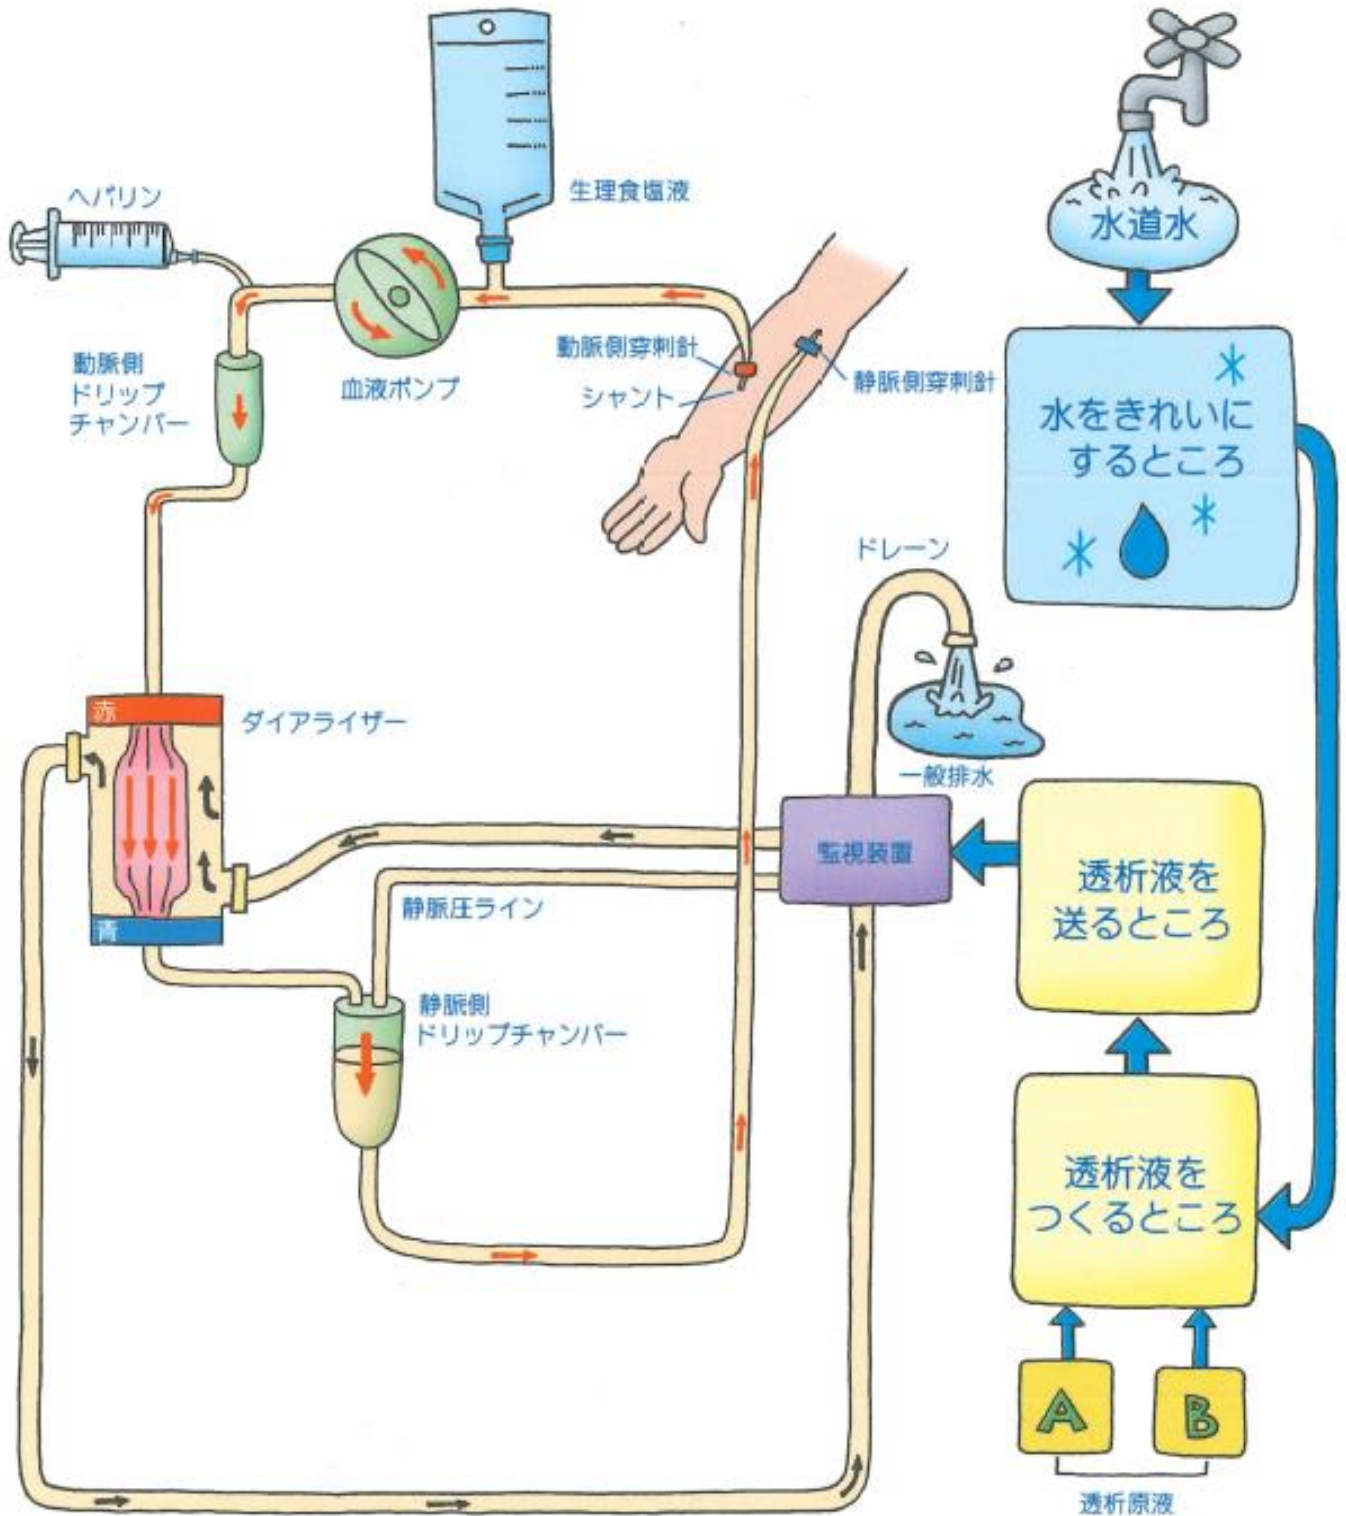 ヘパリン
生理食塩液
水道水
動脈側
ドリップ
チャンバー
血液ポンプ
動脈側穿刺針
シャント
静脈側穿刺針
水をきれいに
するところ
ドレーン
一般排水
赤
ダイアライザー
青
監視装置
静脈圧ライン
静脈側
ドリップチャンバー
透析液を
送るところ
透析液を
つくるところ
A
B
透析原液